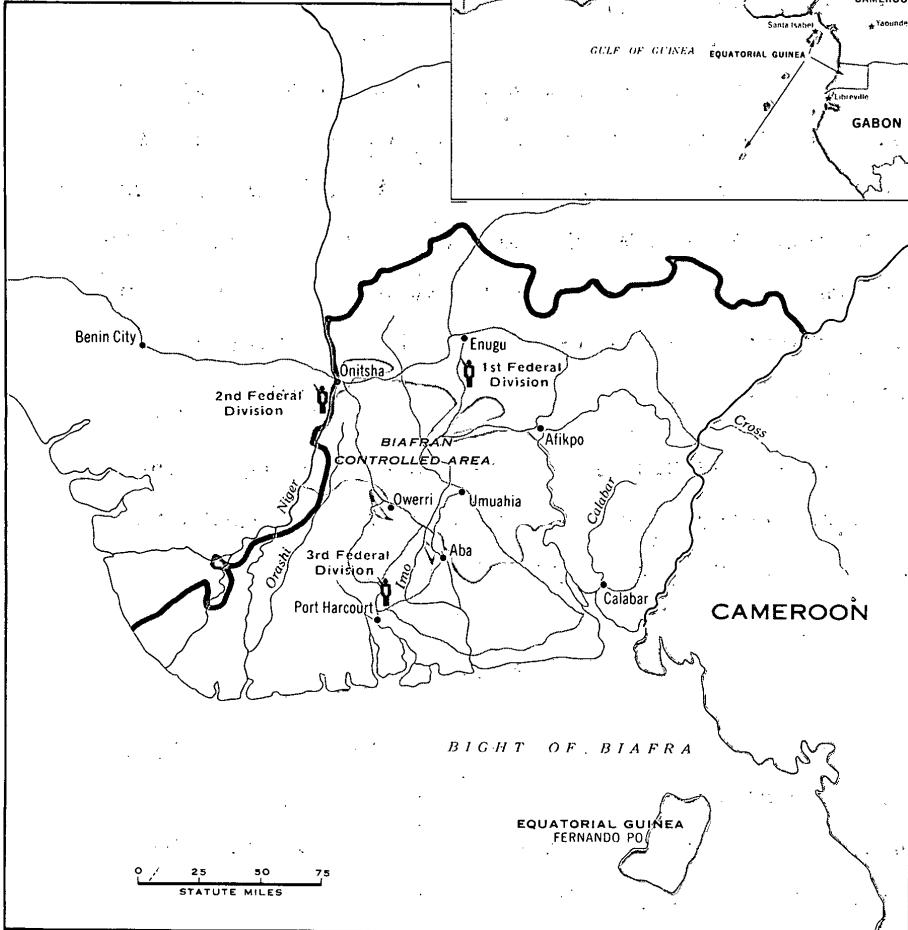 CAMEROO
Santa Isabel
Yaounde
GULF OF GUINEA
EQUATORIAL GUINEA
Libreville
GABON
Benin City
Enugu
Onitsha
1st Federal
Division
2nd Federal
Division
Cross
Afikpo
BIAFRAN
CONTROLLED AREA
Niger
Owerri
Umuahia
Calabar
Orashi
3rd Federal
Division
Imo
Aba
Port Harcourt
Calabar
CAMEROON
BIGHT OF BIAFRA
EQUATORIAL GUINEA
FERNANDO PO
0 25 50 75
STATUTE MILES